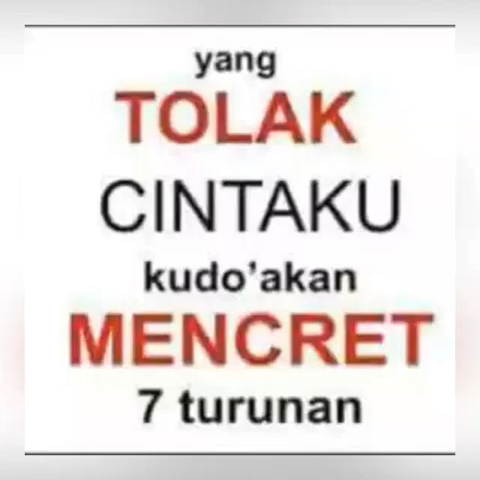 yang
TOLAK
CINTAKU
kudo'akan
MENCRET
7 turunan